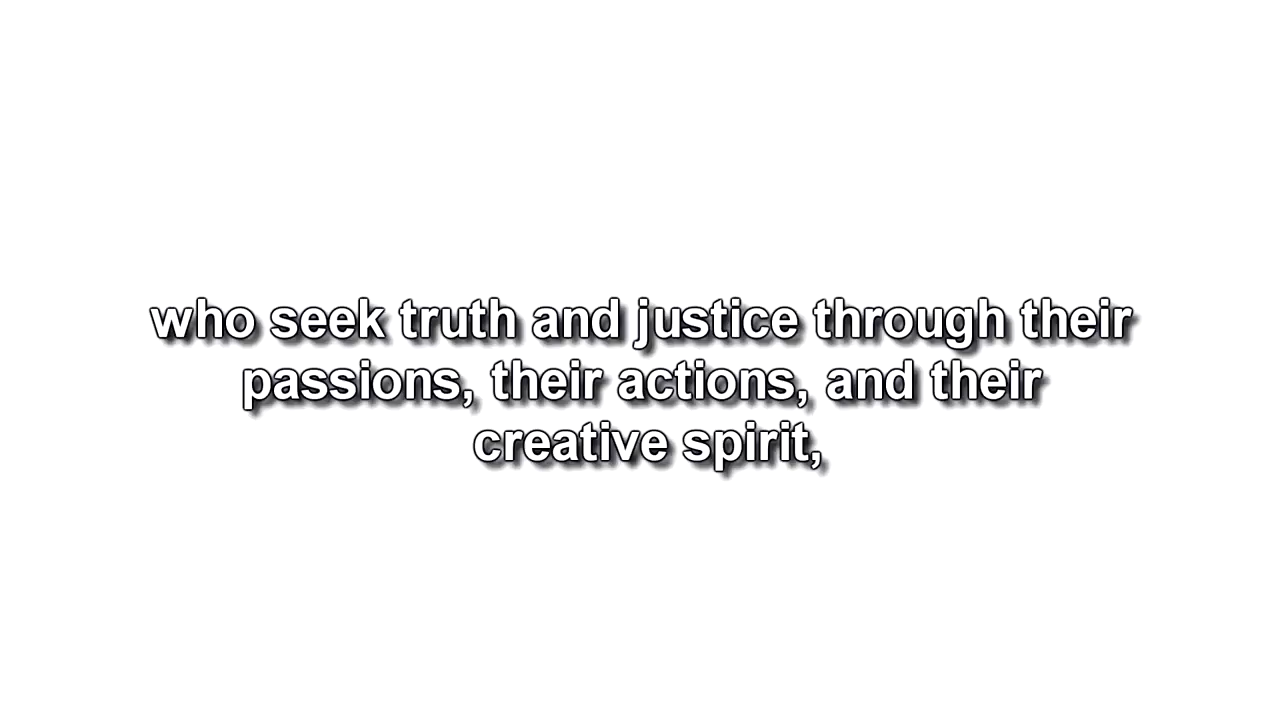 who seek truth and justice through their
passions, their actions, and their
creative spirit,